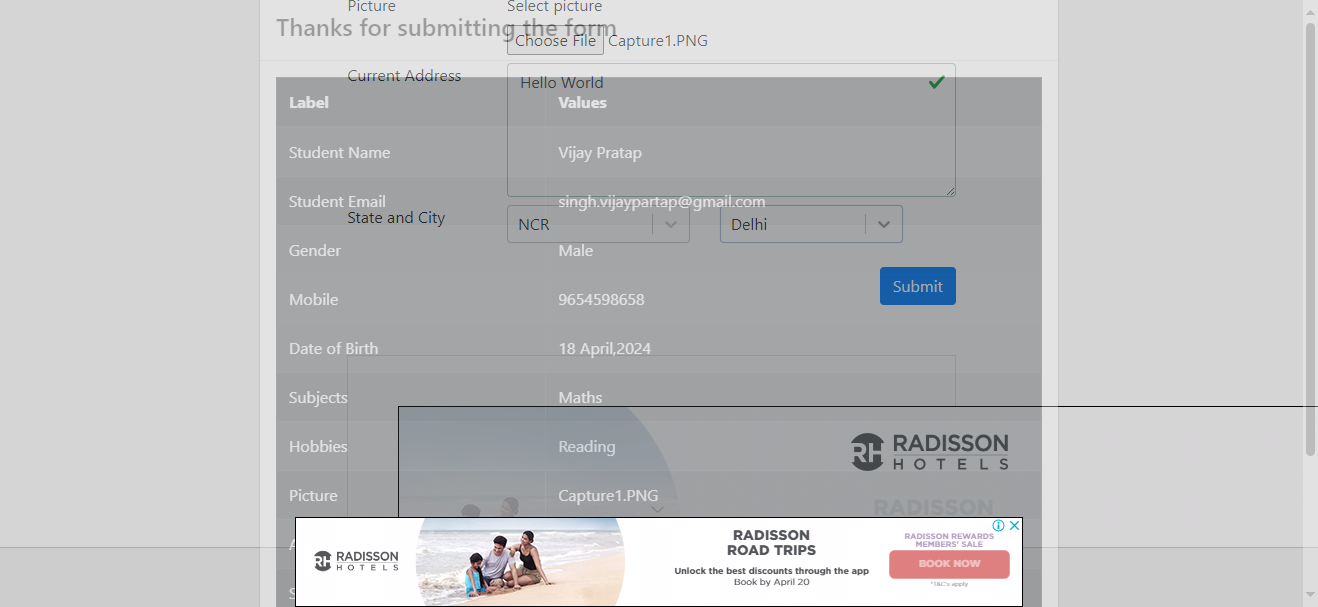 Picture
Select picture
Thanks for submitting the form
Choose File Capture1.PNG
Current Address
Hello World
Label Values
Student Name Vijay Pratap
Student Email singh.vijaypartap@gmail.com
State and City
NCR
Delhi
Gender Male
Submit
Mobile 9654598658
Date of Birth 18 April,2024
Subjects Maths
Hobbies Reading
RH RADISSON
HOTELS
Picture Capture1.PNG
RADISSON
A
S
RH RADISSON
HOTELS
RADISSON
ROAD TRIPS
Unlock the best discounts through the app
Book by April 20
RADISSON REWARDS
MEMBERS' SALE
BOOK NOW
*T&C's apply